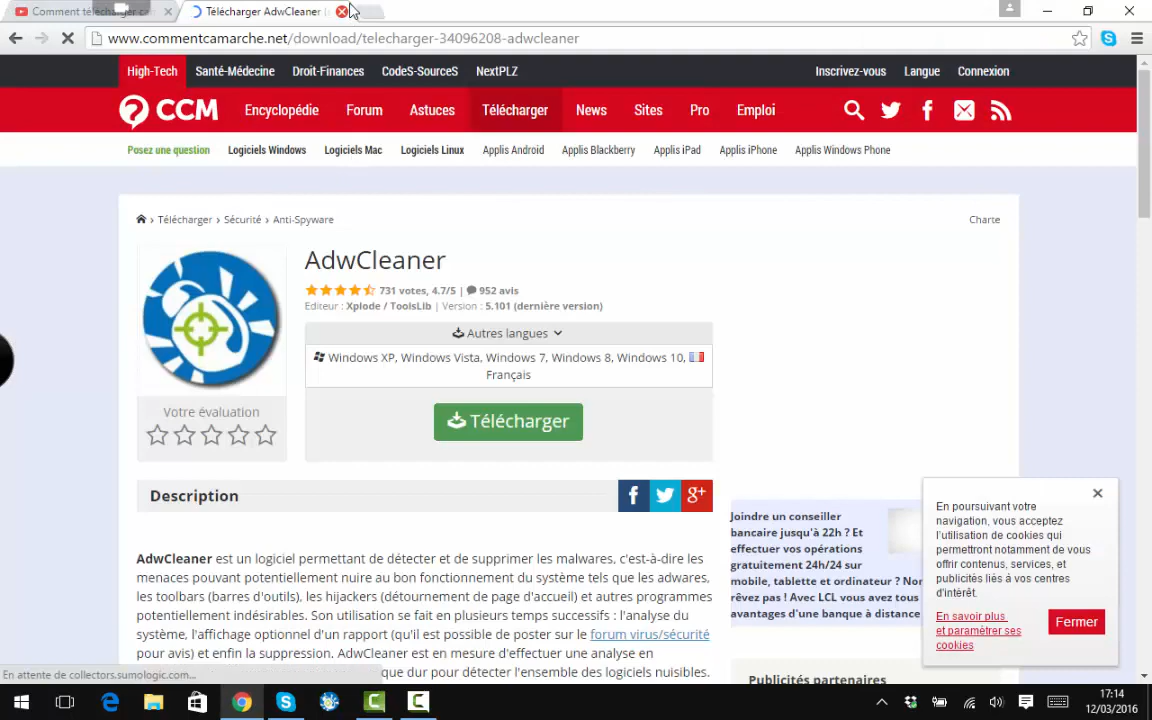 Comment télécharger
Télécharger AdwCleaner
www.commentcamarche.net/download/telecharger-34096208-adwcleaner
High-Tech Santé-Médecine Droit-Finances CodeS-SourceS NextPLZ Inscrivez-vous Langue Connexion
CCM Encyclopédie Forum Astuces Télécharger News Sites Pro Emploi
Posez une question Logiciels Windows Logiciels Mac Logiciels Linux Applis Android Applis Blackberry Applis iPad Applis iPhone Applis Windows Phone
› Télécharger › Sécurité › Anti-Spyware Charte
AdwCleaner
731 votes, 4.7/5 | 952 avis
Editeur : Xplode / ToolsLib | Version : 5.101 (dernière version)
Autres langues
Windows XP, Windows Vista, Windows 7, Windows 8, Windows 10,
Français
Votre évaluation
Télécharger
Description
AdwCleaner est un logiciel permettant de détecter et de supprimer les malwares, c'est-à-dire les
menaces pouvant potentiellement nuire au bon fonctionnement du système tels que les adwares,
les toolbars (barres d'outils), les hijackers (détournement de page d'accueil) et autres programmes
potentiellement indésirables. Son utilisation se fait en plusieurs temps successifs : l'analyse du
système, l'affichage optionnel d'un rapport (qu'il est possible de poster sur le forum virus/sécurité
pour avis) et enfin la suppression. AdwCleaner est en mesure d'effectuer une analyse en
que dur pour détecter l'ensemble des logiciels nuisibles.
Joindre un conseiller
bancaire jusqu'à 22h ? Et
effectuer vos opérations
gratuitement 24h/24 sur
mobile, tablette et ordinateur ? Non
rêvez pas ! Avec LCL vous avez tous
avantages d'une banque à distance
Publicités partenaires
En poursuivant votre
navigation, vous acceptez
l'utilisation de cookies qui
permettront notamment de vous
offrir contenus, services, et
publicités liés à vos centres
d'intérêt.
En savoir plus
et paramétrer ses
cookies
Fermer
En attente de collectors.sumologic.com...
17:14
12/03/2016